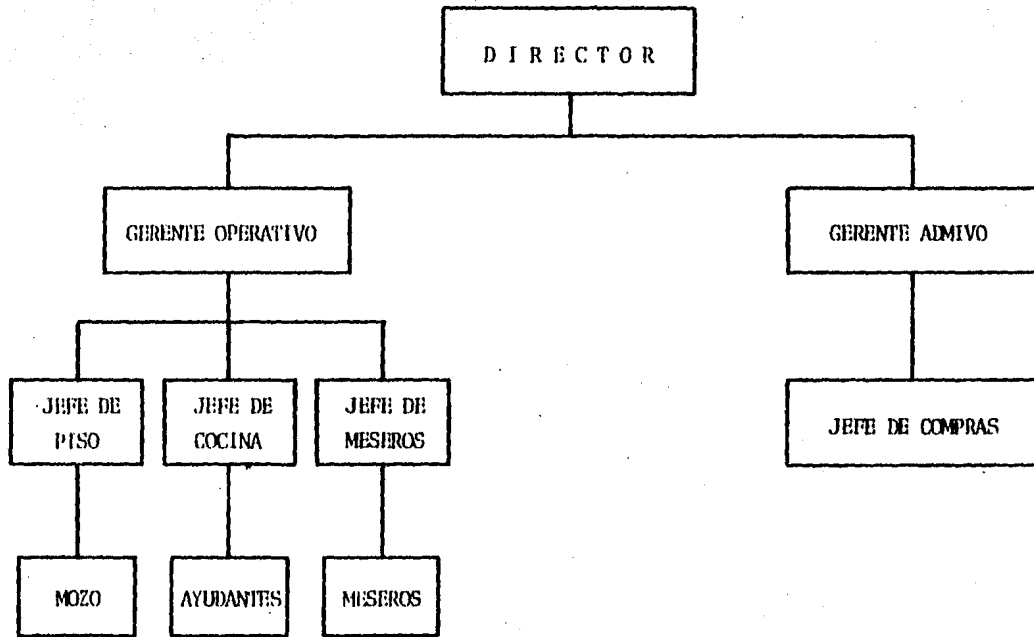 D I R E C T O R
GERENTE OPERATIVO
GERENTE ADMIVO
JEFE DE
PISO
JEFE DE
COCINA
JEFE DE
MESEROS
JEFE DE COMPRAS
MOZO
AYUDANTES
MESEROS